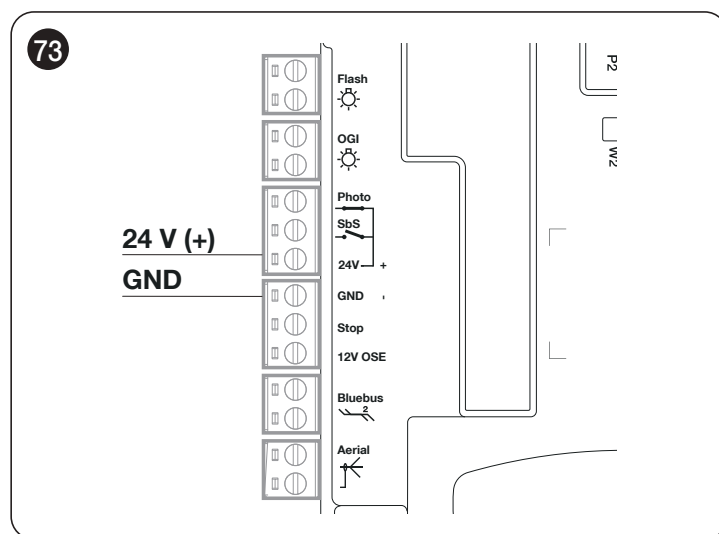 73
Flash
OGI
Photo
SbS
24V +
GND -
Stop
12V OSE
Bluebus
2
Aerial
24 V (+)
GND
P2
W2